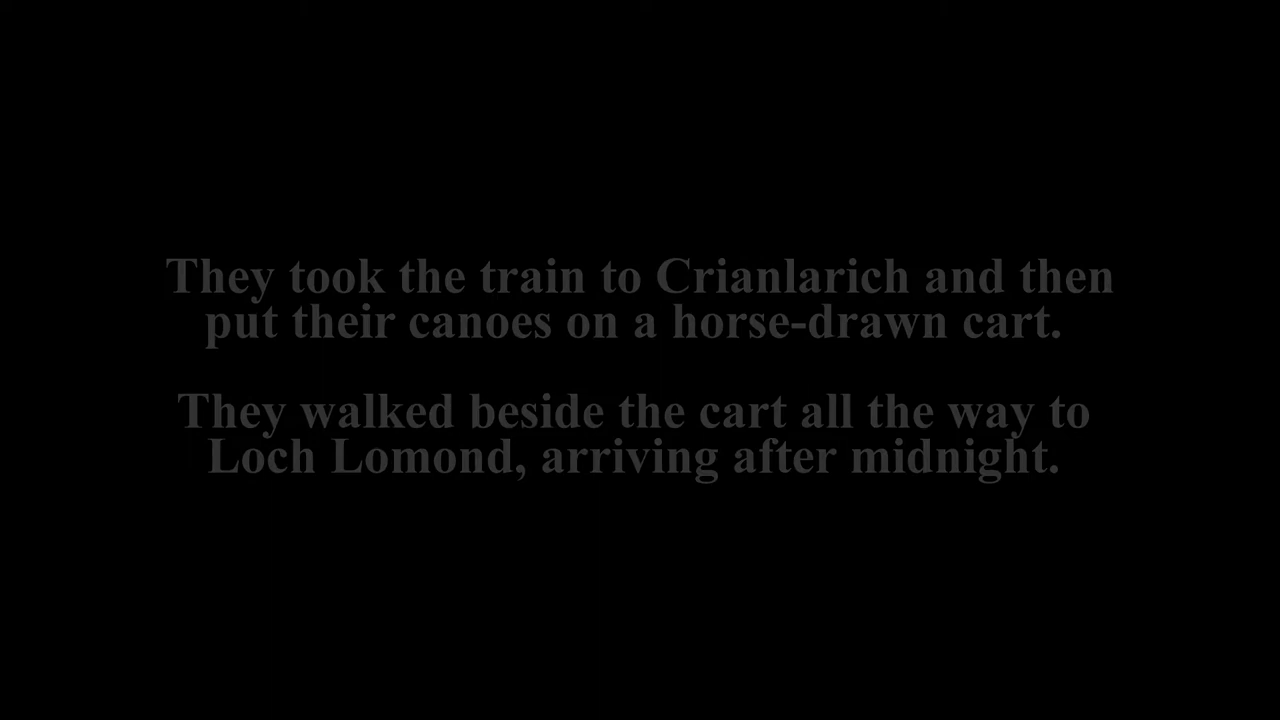 They took the train to Crianlarich and then
put their canoes on a horse-drawn cart.
They walked beside the cart all the way to
Loch Lomond, arriving after midnight.